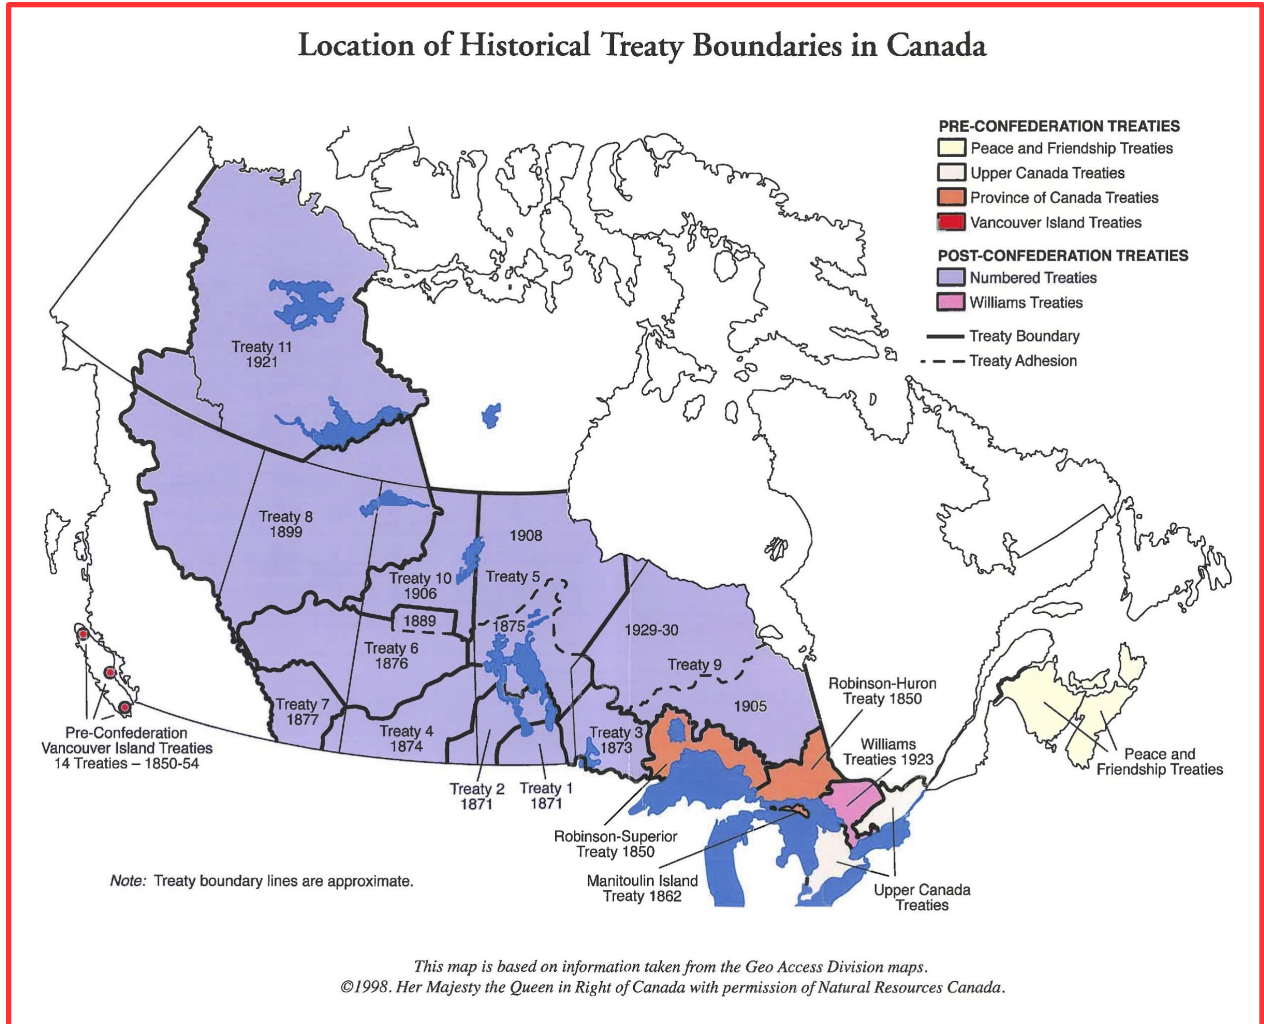 Location of Historical Treaty Boundaries in Canada
PRE-CONFEDERATION TREATIES
Peace and Friendship Treaties
Upper Canada Treaties
Province of Canada Treaties
Vancouver Island Treaties
POST-CONFEDERATION TREATIES
Numbered Treaties
Williams Treaties
Treaty Boundary
Treaty Adhesion
Treaty 11
1921
Treaty 8
1899
1908
Treaty 10
1906
Treaty 5
1889
1875
Treaty 6
1876
1929-30
Treaty 9
1905
Treaty 7
1877
Treaty 4
1874
Treaty 3
1873
Treaty 2
1871
Treaty 1
1871
Pre-Confederation
Vancouver Island Treaties
14 Treaties – 1850-54
Robinson-Huron
Treaty 1850
Williams
Treaties 1923
Peace and
Friendship Treaties
Robinson-Superior
Treaty 1850
Manitoulin Island
Treaty 1862
Upper Canada
Treaties
Note: Treaty boundary lines are approximate.
This map is based on information taken from the Geo Access Division maps.
©1998. Her Majesty the Queen in Right of Canada with permission of Natural Resources Canada.